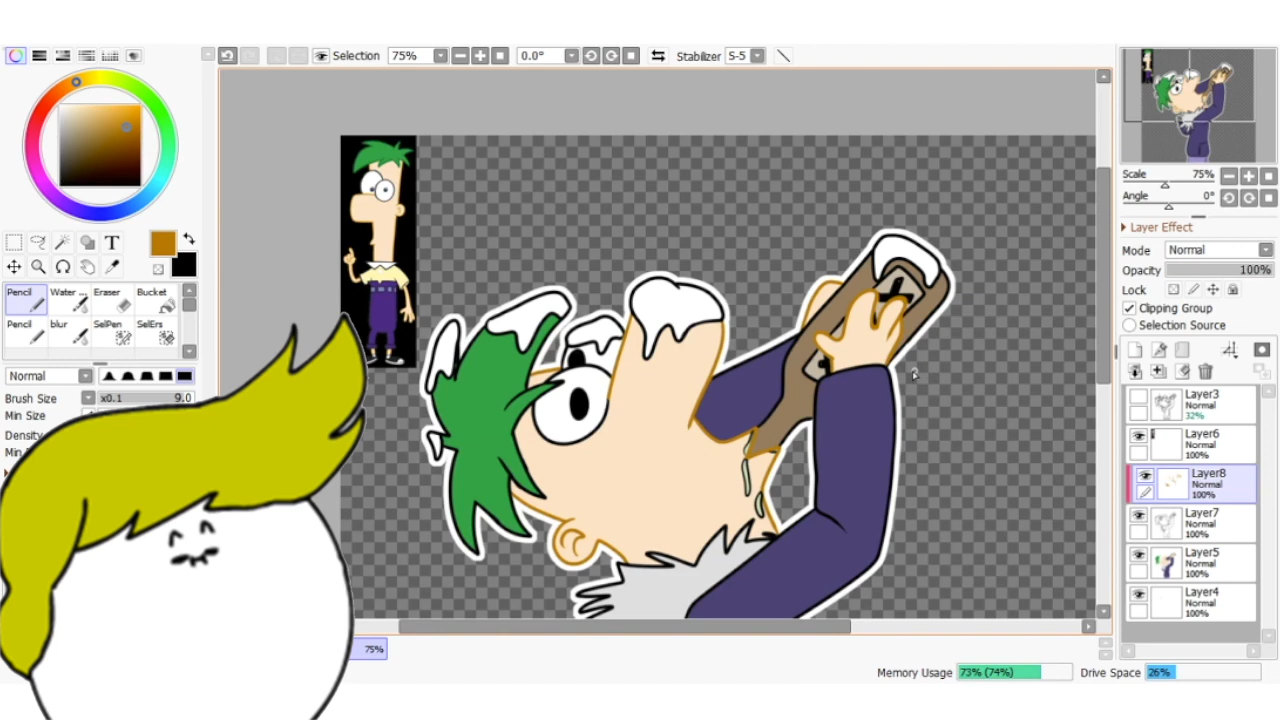 Selection 75% 0.0° Stabilizer S-5
Scale 75%
Angle 0°
Layer Effect
Mode Normal
Opacity 100%
Lock
Clipping Group
Selection Source
T
Pencil Water ... Eraser Bucket
Pencil blur SelPen SelErs
Normal
Brush Size x0.1 9.0
Min Size
Density
Layer3
Normal
32%
Layer6
Normal
100%
Layer8
Normal
100%
Layer7
Normal
100%
Layer5
Normal
100%
Layer4
Normal
100%
75%
Memory Usage 73% (74%) Drive Space 26%